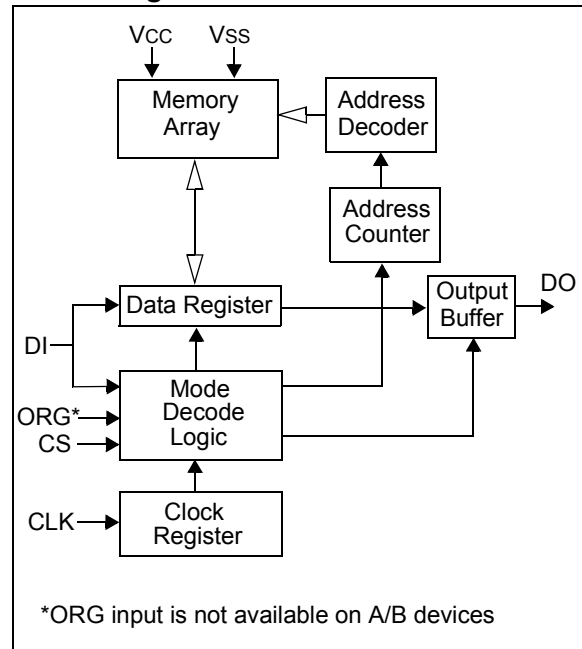 VCC
VSS
Memory
Array
Address
Decoder
Address
Counter
Data Register
Output
Buffer
DO
DI
Mode
Decode
Logic
ORG*
CS
CLK
Clock
Register
*ORG input is not available on A/B devices